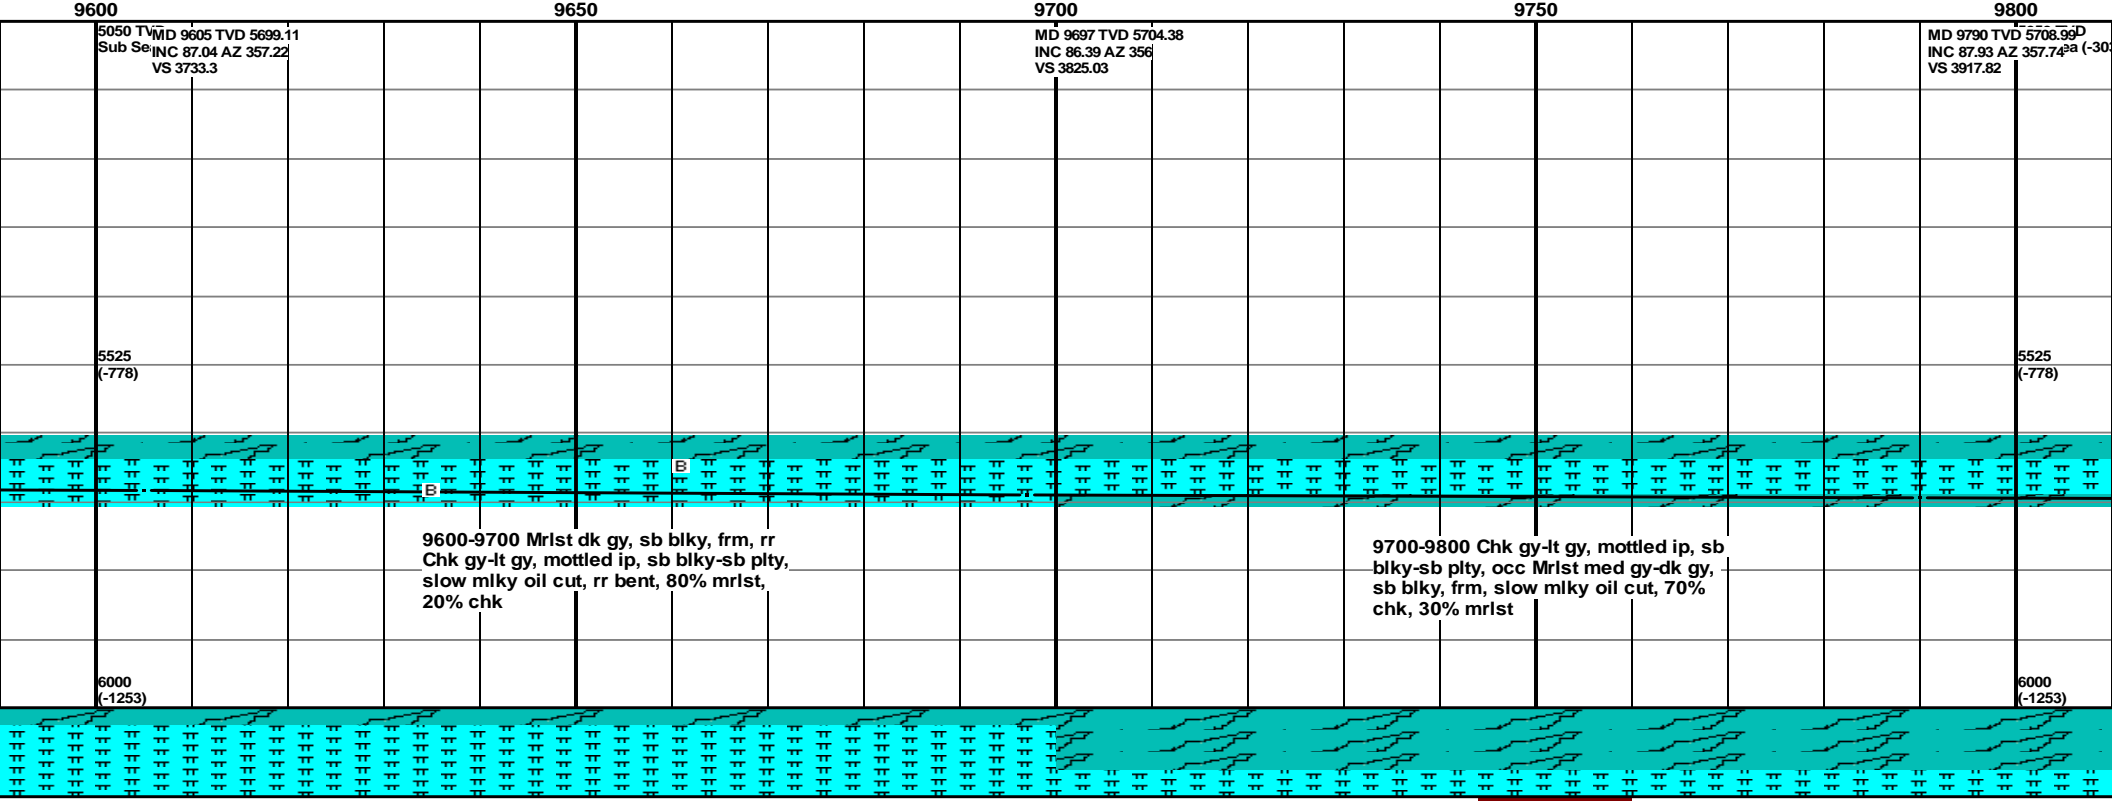 9600 9650 9700 9750 9800
5050 TV
Sub Se
MD 9605 TVD 5699.11
INC 87.04 AZ 357.22
VS 3733.3
MD 9697 TVD 5704.38
INC 86.39 AZ 356
VS 3825.03
MD 9790 TVD 5708.99
INC 87.93 AZ 357.74
VS 3917.82
5525
(-778)
5525
(-778)
B
B
9600-9700 Mrlst dk gy, sb blky, frm, rr
Chk gy-lt gy, mottled ip, sb blky-sb plty,
slow mlky oil cut, rr bent, 80% mrlst,
20% chk
9700-9800 Chk gy-lt gy, mottled ip, sb
blky-sb plty, occ Mrlst med gy-dk gy,
sb blky, frm, slow mlky oil cut, 70%
chk, 30% mrlst
6000
(-1253)
6000
(-1253)